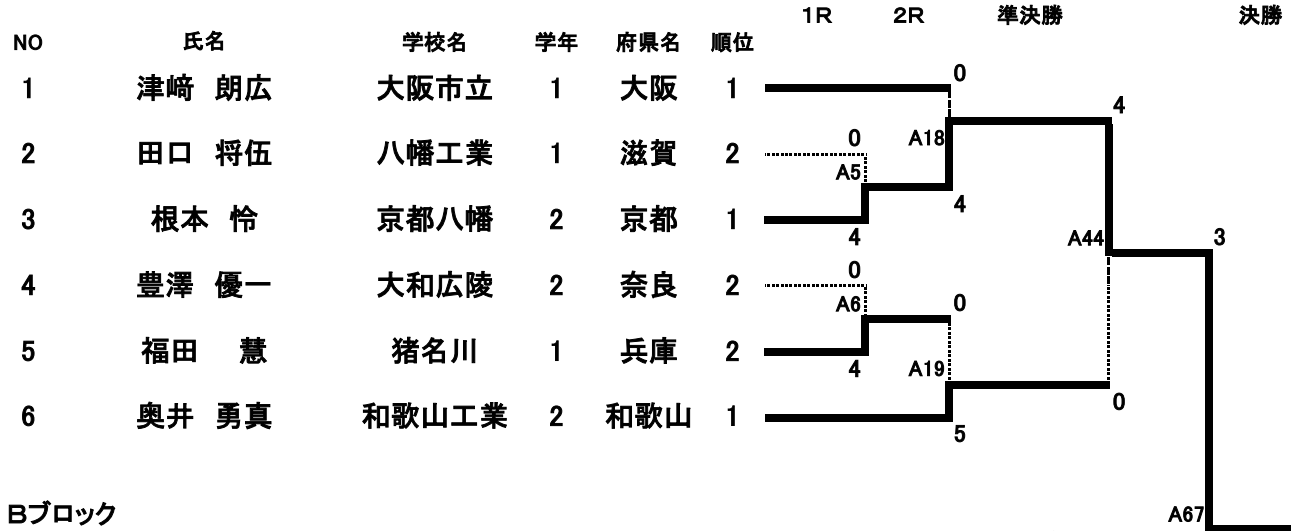 1R 2R 準決勝 決勝
NO 氏名 学校名 学年 府県名 順位
1 津﨑 朗広 大阪市立 1 大阪 1 0
4
2 田口 将伍 八幡工業 1 滋賀 2 0 A18
A5
3 根本 怜 京都八幡 2 京都 1 4 4
A44 3
4 豊澤 優一 大和広陵 2 奈良 2 0
A6 0
5 福田 慧 猪名川 1 兵庫 2 4 A19
0
6 奥井 勇真 和歌山工業 2 和歌山 1 5
Bブロック A67